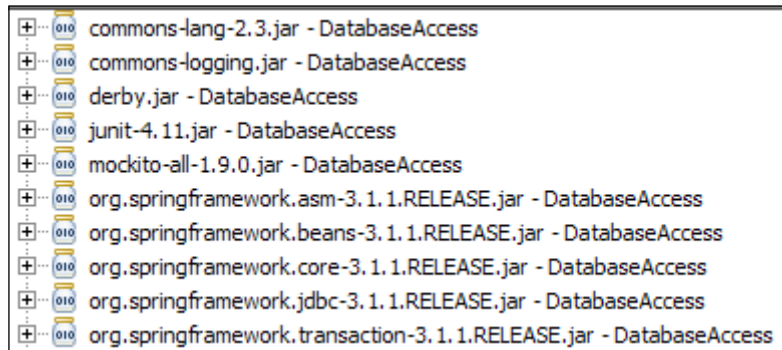 commons-lang-2.3.jar - DatabaseAccess
commons-logging.jar - DatabaseAccess
derby.jar - DatabaseAccess
junit-4.11.jar - DatabaseAccess
mockito-all-1.9.0.jar - DatabaseAccess
org.springframework.asm-3.1.1.RELEASE.jar - DatabaseAccess
org.springframework.beans-3.1.1.RELEASE.jar - DatabaseAccess
org.springframework.core-3.1.1.RELEASE.jar - DatabaseAccess
org.springframework.jdbc-3.1.1.RELEASE.jar - DatabaseAccess
org.springframework.transaction-3.1.1.RELEASE.jar - DatabaseAccess